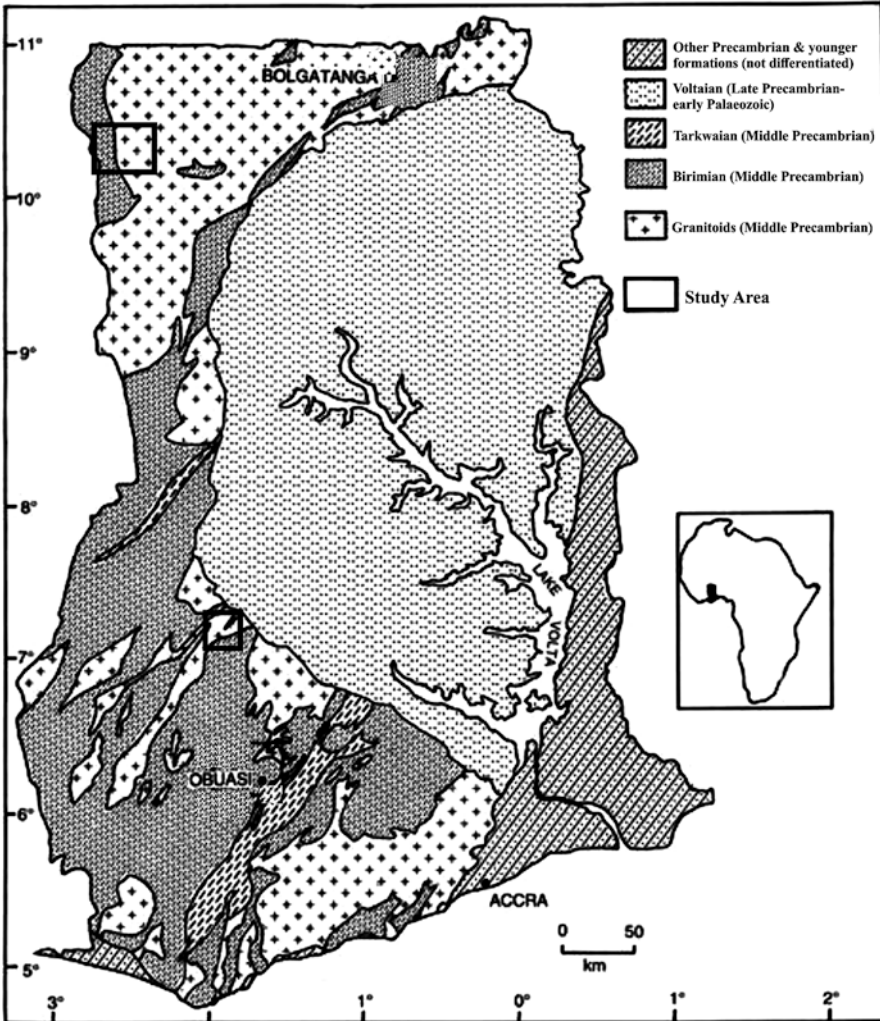 11°
10°
9°
8°
7°
6°
5°
3°
1°
0°
1°
2°
BOLGATANGA
OBUASI
ACCRA
LAKE
VOLTA
0 50
km
Other Precambrian & younger
formations (not differentiated)
Voltaian (Late Precambrian-
early Palaeozoic)
Tarkwaian (Middle Precambrian)
Birimian (Middle Precambrian)
Granitoids (Middle Precambrian)
Study Area